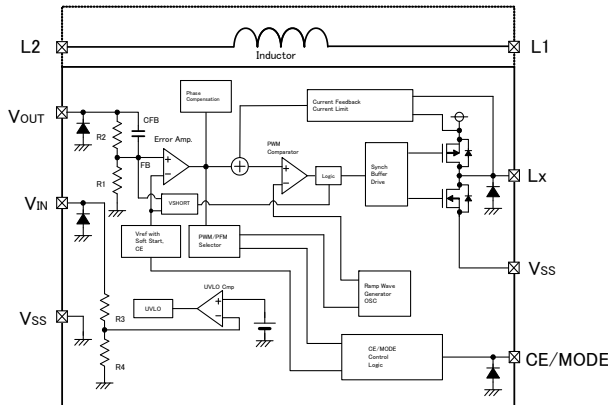 L2
L1
Inductor
VOUT
Phase
Compensation
Current Feedback
Current Limit
CFB
R2
Error Amp.
PWM
Comparator
FB
R1
Logic
Synch
Buffer
Drive
Lx
VIN
VSHORT
Vref with
Soft Start,
CE
PWM/PFM
Selector
VSS
UVLO Cmp
Ramp Wave
Generator
OSC
R3
UVLO
VSS
R4
CE/MODE
Control
Logic
CE/MODE